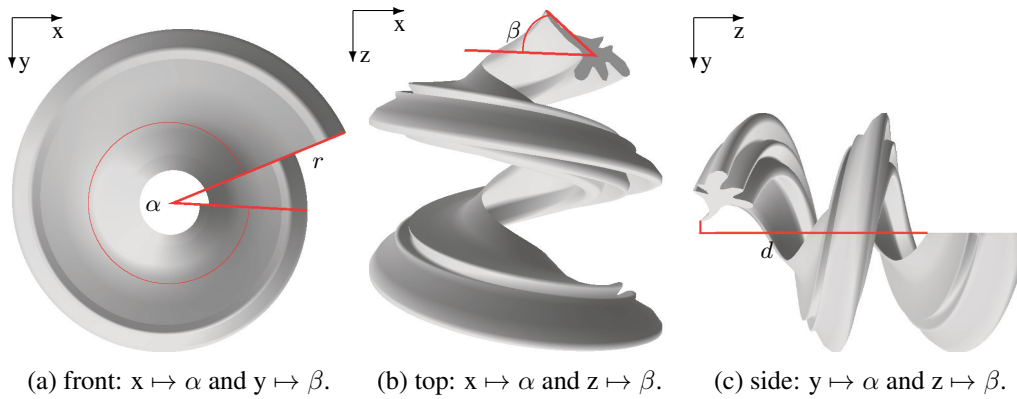 x
y
r
α
x
z
β
z
y
d
(a) front: x ↦ α and y ↦ β.
(b) top: x ↦ α and z ↦ β.
(c) side: y ↦ α and z ↦ β.